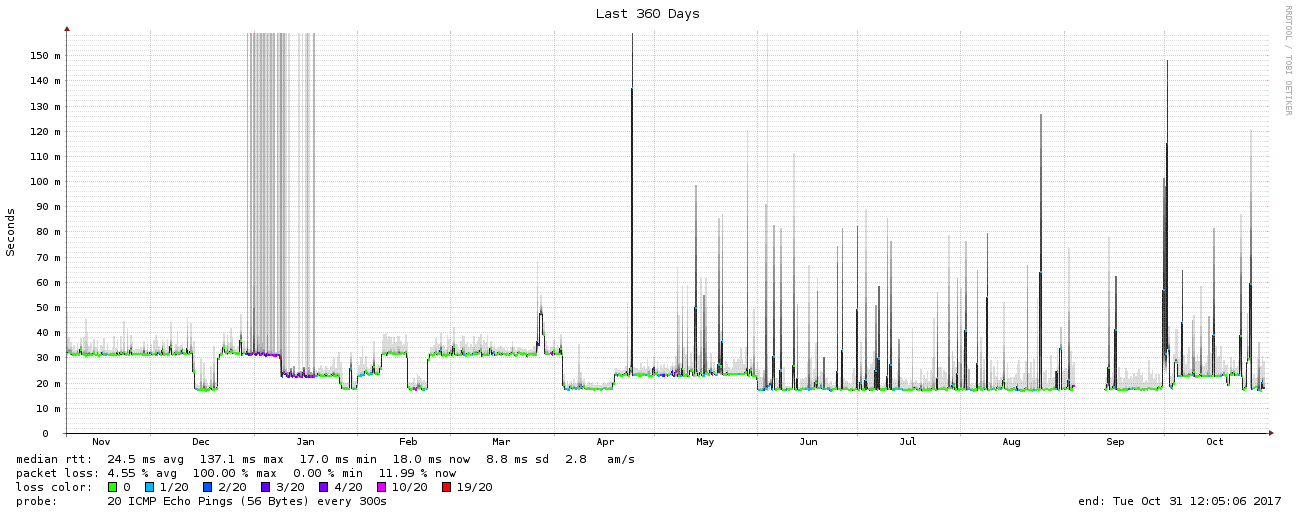 Last 360 Days
RRDTOOL / TOBI OETIKER
Seconds
150 m
140 m
130 m
120 m
110 m
100 m
90 m
80 m
70 m
60 m
50 m
40 m
30 m
20 m
10 m
0
Nov Dec Jan Feb Mar Apr May Jun Jul Aug Sep Oct
median rtt: 24.5 ms avg 137.1 ms max 17.0 ms min 18.0 ms now 8.8 ms sd 2.8 am/s
packet loss: 4.55 % avg 100.00 % max 0.00 % min 11.99 % now
loss color: 0 1/20 2/20 3/20 4/20 10/20 19/20
probe: 20 ICMP Echo Pings (56 Bytes) every 300s end: Tue Oct 31 12:05:06 2017